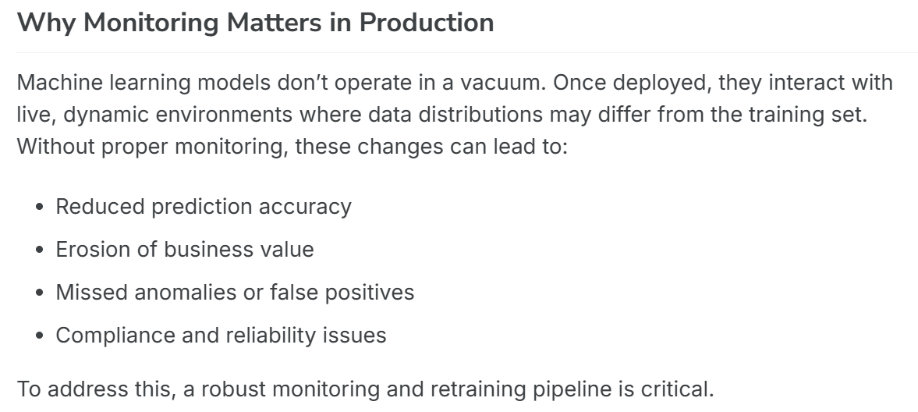 Why Monitoring Matters in Production
Machine learning models don’t operate in a vacuum. Once deployed, they interact with
live, dynamic environments where data distributions may differ from the training set.
Without proper monitoring, these changes can lead to:
• Reduced prediction accuracy
• Erosion of business value
• Missed anomalies or false positives
• Compliance and reliability issues
To address this, a robust monitoring and retraining pipeline is critical.